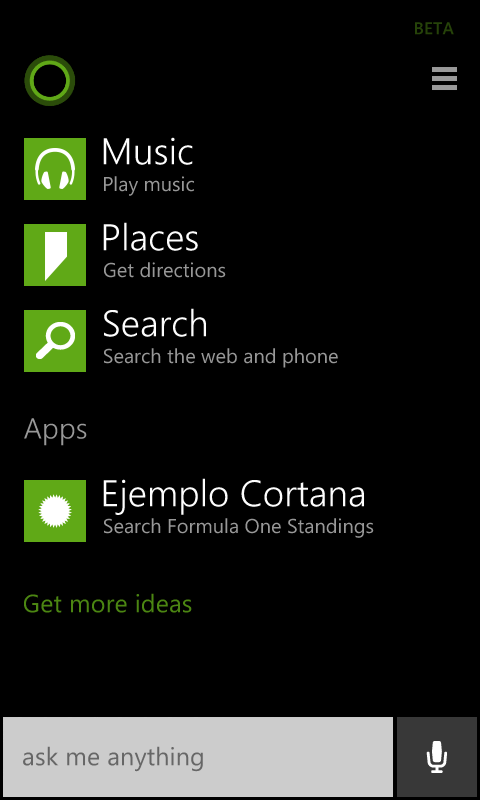 BETA
Music
Play music
Places
Get directions
Search
Search the web and phone
Apps
Ejemplo Cortana
Search Formula One Standings
Get more ideas
ask me anything